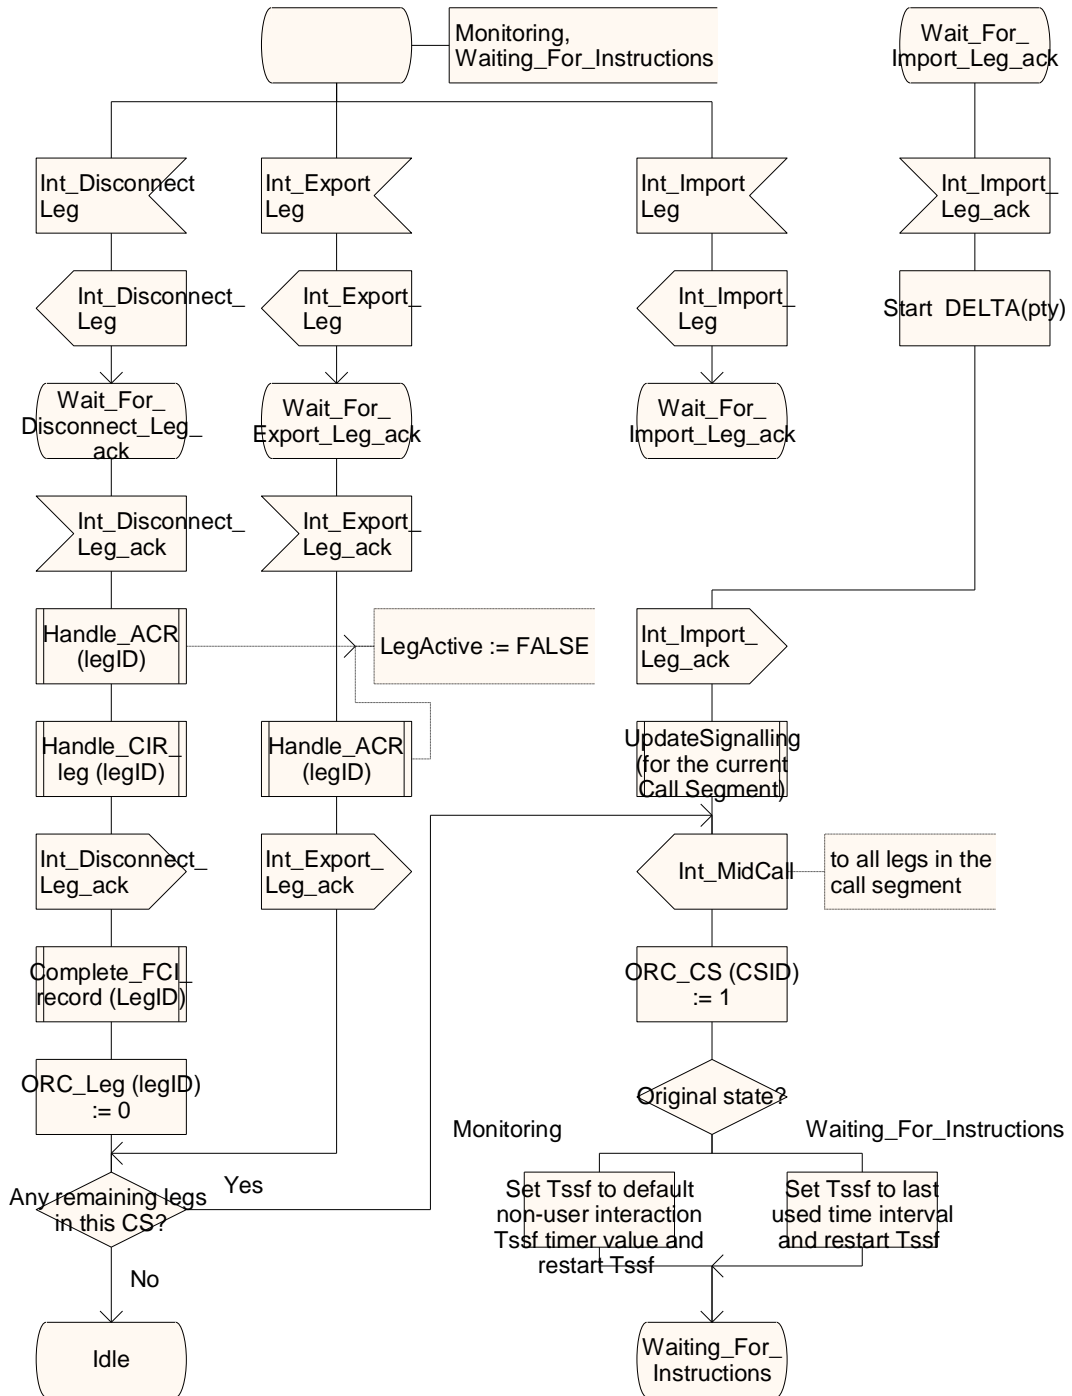 Monitoring,
Waiting_For_Instructions
Wait_For_
Import_Leg_ack
Int_Disconnect
Leg
Int_Export
Leg
Int_Import
Leg
Int_Import_
Leg_ack
Int_Disconnect_
Leg
Int_Export_
Leg
Int_Import_
Leg
Start DELTA(pty)
Wait_For_
Disconnect_Leg_
ack
Wait_For_
Export_Leg_ack
Wait_For_
Import_Leg_ack
Int_Disconnect_
Leg_ack
Int_Export_
Leg_ack
Handle_ACR
(legID)
LegActive := FALSE
Int_Import_
Leg_ack
Handle_CIR_
leg (legID)
Handle_ACR
(legID)
UpdateSignalling
(for the current
Call Segment)
Int_Disconnect_
Leg_ack
Int_Export_
Leg_ack
Int_MidCall
to all legs in the
call segment
Complete_FCI_
record (LegID)
ORC_CS (CSID)
:= 1
ORC_Leg (legID)
:= 0
Original state?
Monitoring
Waiting_For_Instructions
Any remaining legs
in this CS?
Yes
Set Tssf to default
non-user interaction
Tssf timer value and
restart Tssf
Set Tssf to last
used time interval
and restart Tssf
No
Idle
Waiting_For_
Instructions